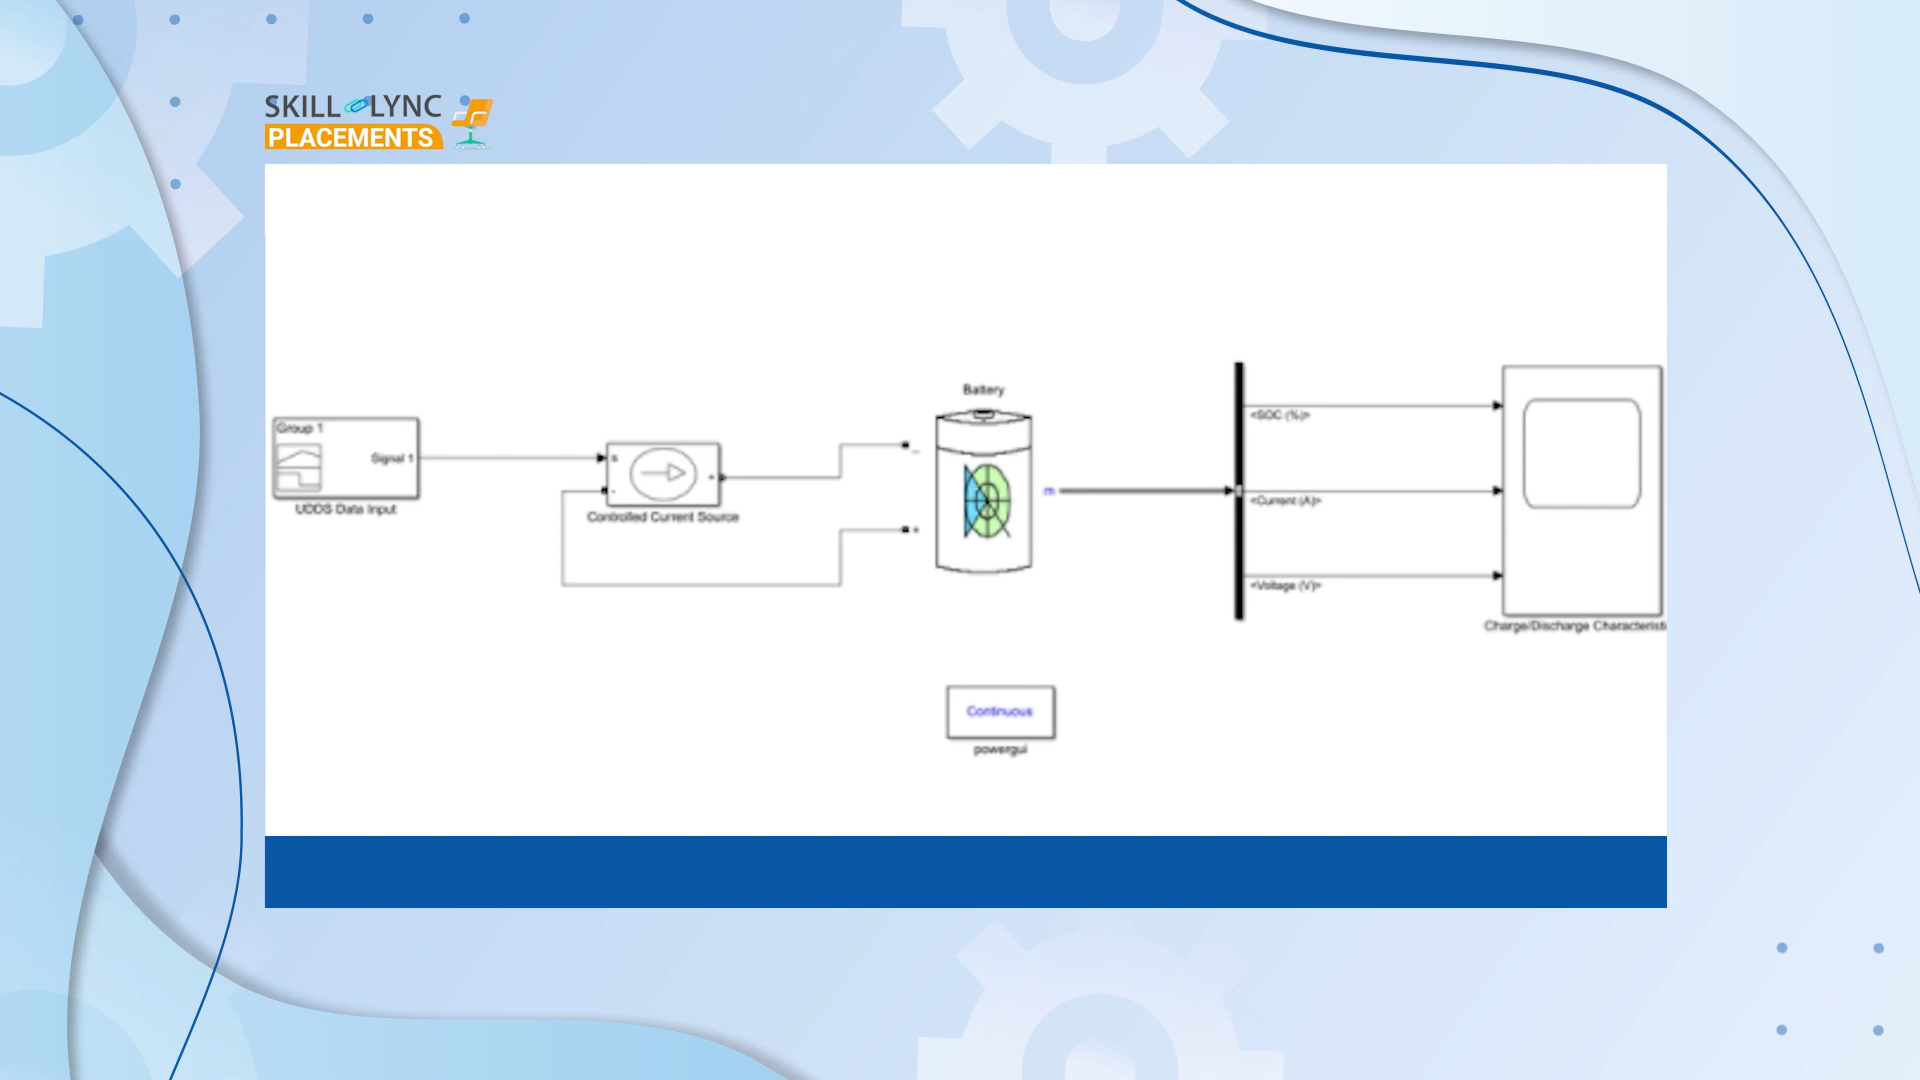 SKILL LYNC
PLACEMENTS
Battery
Group 1
Signal 1
UDDS Data Input
s
+
-
Controlled Current Source
_
+
m
<SOC (%)>
<Current (A)>
<Voltage (V)>
Charge/Discharge Characterist
Continuous
powergui